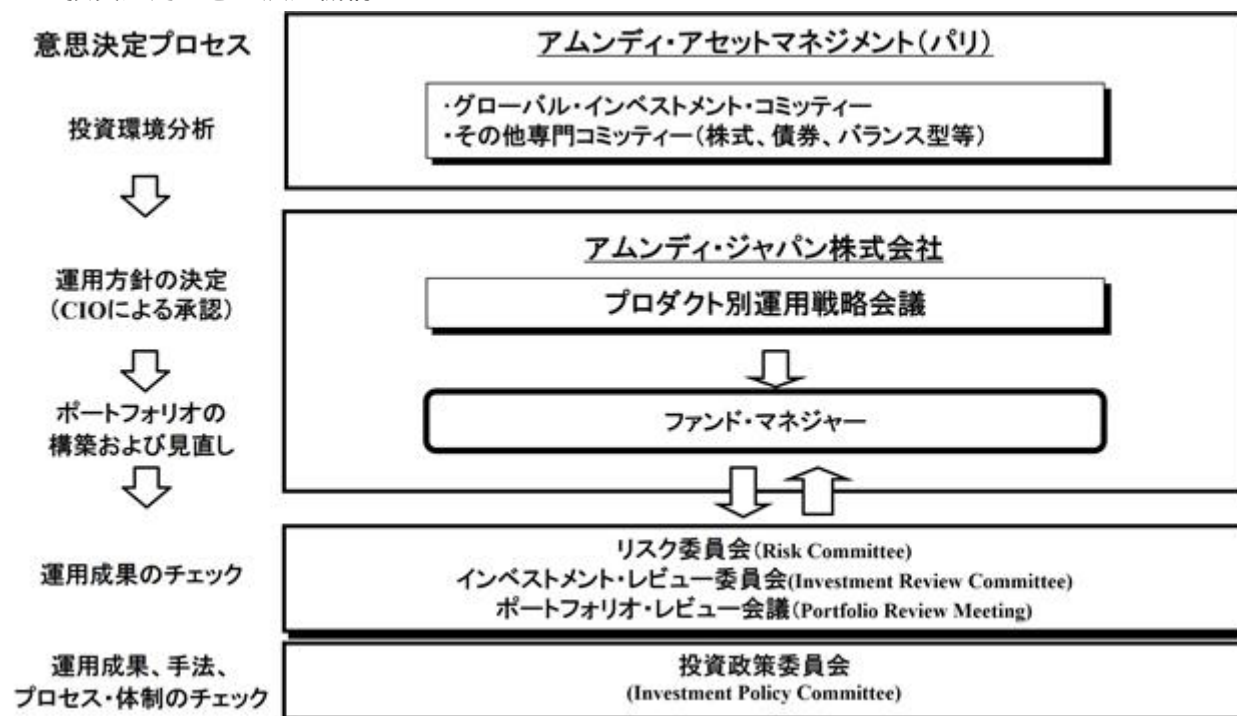 意思決定プロセス
アムンディ・アセットマネジメント（パリ）
投資環境分析
・グローバル・インベストメント・コミッティー
・その他専門コミッティー（株式、債券、バランス型等）
アムンディ・ジャパン株式会社
運用方針の決定
（CIOによる承認）
プロダクト別運用戦略会議
ポートフォリオの
構築および見直し
ファンド・マネジャー
運用成果のチェック
リスク委員会（Risk Committee）
インベストメント・レビュー委員会(Investment Review Committee)
ポートフォリオ・レビュー会議（Portfolio Review Meeting）
運用成果、手法、
プロセス・体制のチェック
投資政策委員会
(Investment Policy Committee)